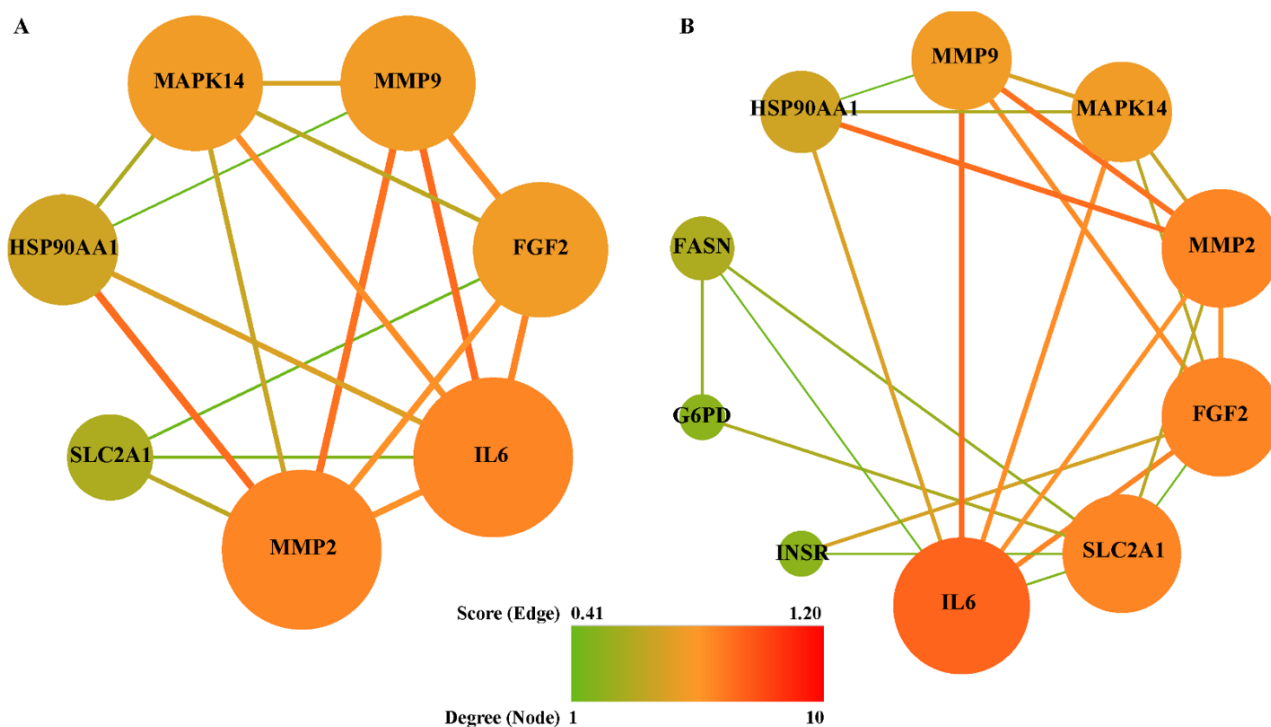 A
MAPK14
MMP9
HSP90AA1
FGF2
SLC2A1
IL6
MMP2
B
MMP9
HSP90AA1
MAPK14
FASN
MMP2
G6PD
FGF2
INSR
SLC2A1
IL6
Score (Edge) 0.41 1.20
Degree (Node) 1 10